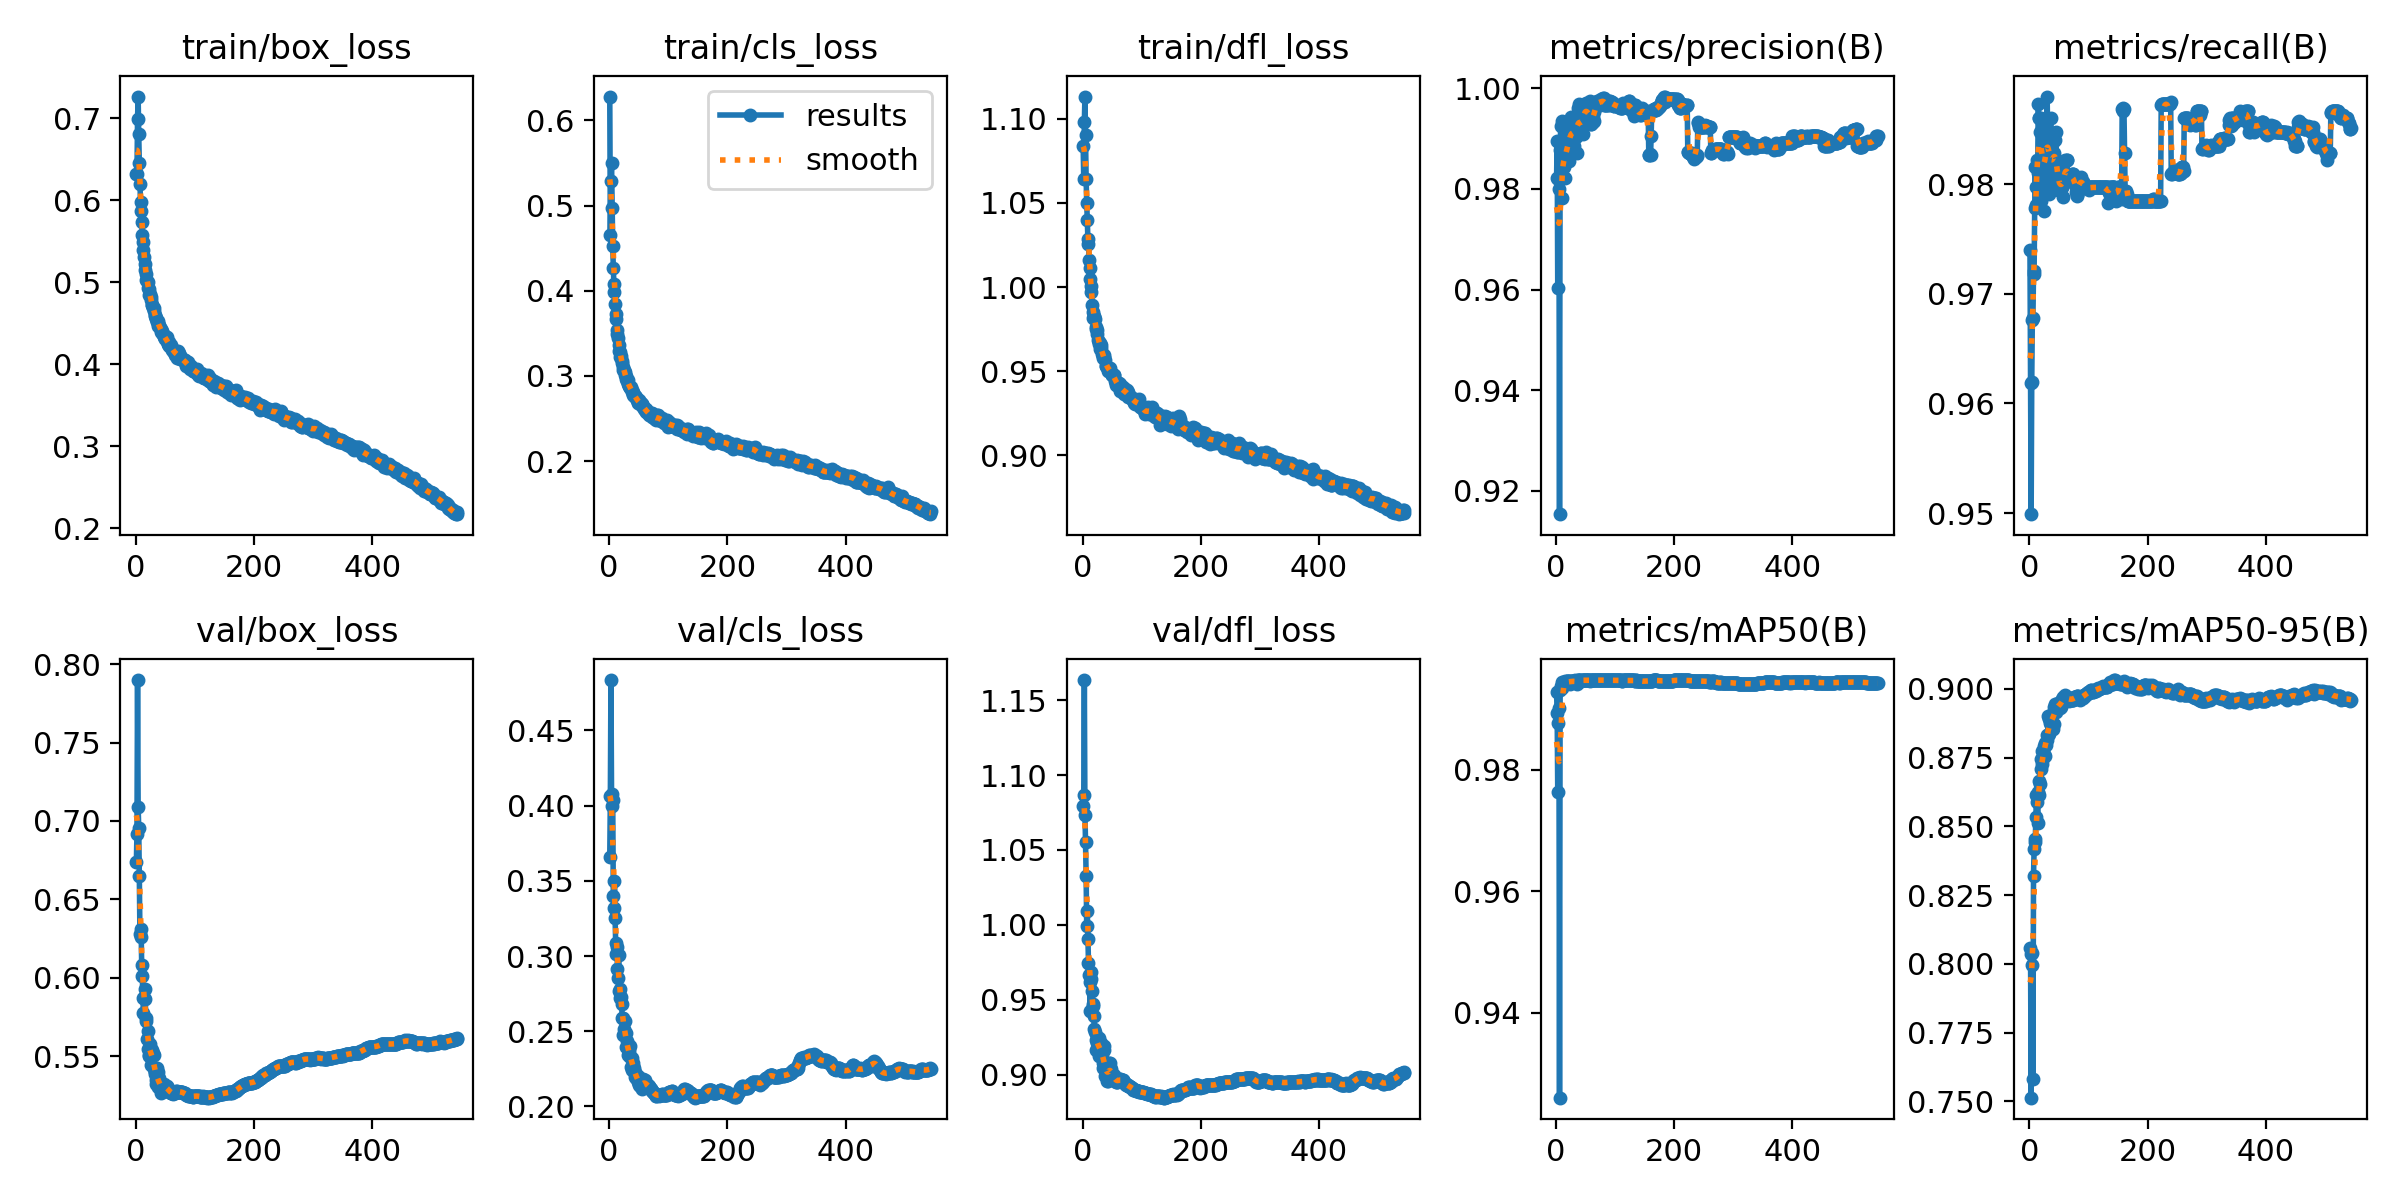 train/box_loss
0.7
0.6
0.5
0.4
0.3
0.2
0 200 400
train/cls_loss
results
smooth
0.6
0.5
0.4
0.3
0.2
0 200 400
train/dfl_loss
1.10
1.05
1.00
0.95
0.90
0 200 400
metrics/precision(B)
1.00
0.98
0.96
0.94
0.92
0 200 400
metrics/recall(B)
0.98
0.97
0.96
0.95
0 200 400
val/box_loss
0.80
0.75
0.70
0.65
0.60
0.55
0 200 400
val/cls_loss
0.45
0.40
0.35
0.30
0.25
0.20
0 200 400
val/dfl_loss
1.15
1.10
1.05
1.00
0.95
0.90
0 200 400
metrics/mAP50(B)
0.98
0.96
0.94
0 200 400
metrics/mAP50-95(B)
0.900
0.875
0.850
0.825
0.800
0.775
0.750
0 200 400